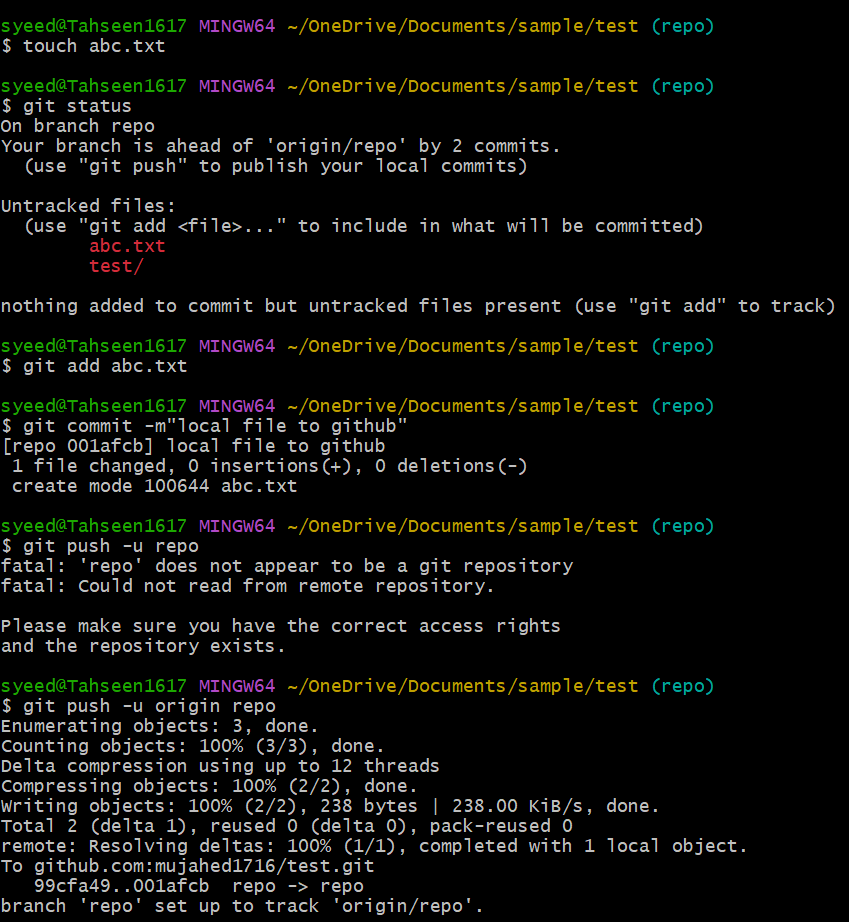 syeed@Tahseen1617 MINGW64 ~/OneDrive/Documents/sample/test (repo)
$ touch abc.txt

syeed@Tahseen1617 MINGW64 ~/OneDrive/Documents/sample/test (repo)
$ git status
On branch repo
Your branch is ahead of 'origin/repo' by 2 commits.
  (use "git push" to publish your local commits)

Untracked files:
  (use "git add <file>..." to include in what will be committed)
        abc.txt
        test/

nothing added to commit but untracked files present (use "git add" to track)

syeed@Tahseen1617 MINGW64 ~/OneDrive/Documents/sample/test (repo)
$ git add abc.txt

syeed@Tahseen1617 MINGW64 ~/OneDrive/Documents/sample/test (repo)
$ git commit -m"local file to github"
[repo 001afcb] local file to github
 1 file changed, 0 insertions(+), 0 deletions(-)
 create mode 100644 abc.txt

syeed@Tahseen1617 MINGW64 ~/OneDrive/Documents/sample/test (repo)
$ git push -u repo
fatal: 'repo' does not appear to be a git repository
fatal: Could not read from remote repository.

Please make sure you have the correct access rights
and the repository exists.

syeed@Tahseen1617 MINGW64 ~/OneDrive/Documents/sample/test (repo)
$ git push -u origin repo
Enumerating objects: 3, done.
Counting objects: 100% (3/3), done.
Delta compression using up to 12 threads
Compressing objects: 100% (2/2), done.
Writing objects: 100% (2/2), 238 bytes | 238.00 KiB/s, done.
Total 2 (delta 1), reused 0 (delta 0), pack-reused 0
remote: Resolving deltas: 100% (1/1), completed with 1 local object.
To github.com:mujahed1716/test.git
   99cfa49..001afcb  repo -> repo
branch 'repo' set up to track 'origin/repo'.